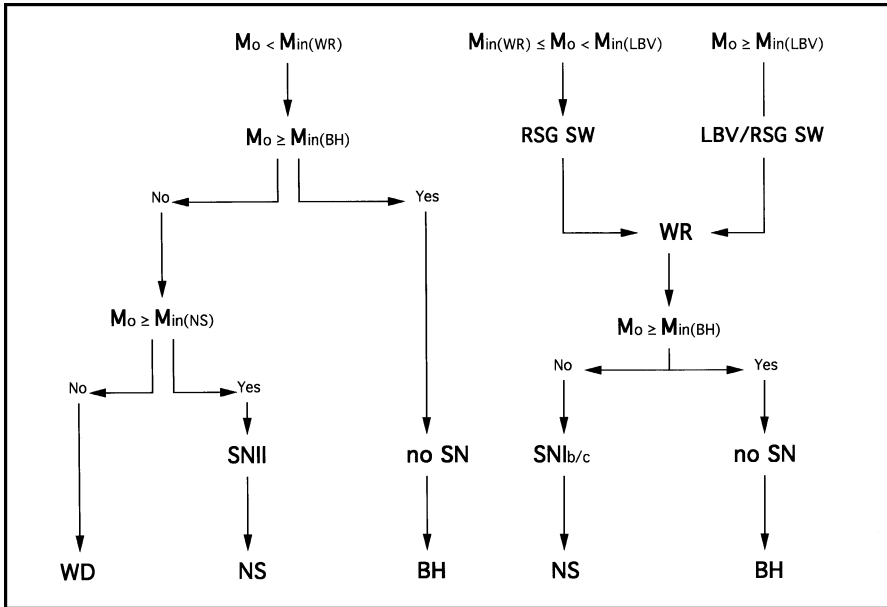 Mo < Min(WR)
Min(WR) ≤ Mo < Min(LBV)
Mo ≥ Min(LBV)
Mo ≥ Min(BH)
RSG SW
LBV/RSG SW
No
Yes
WR
Mo ≥ Min(NS)
Mo ≥ Min(BH)
No
Yes
No
Yes
SNII
no SN
SNIb/c
no SN
WD
NS
BH
NS
BH